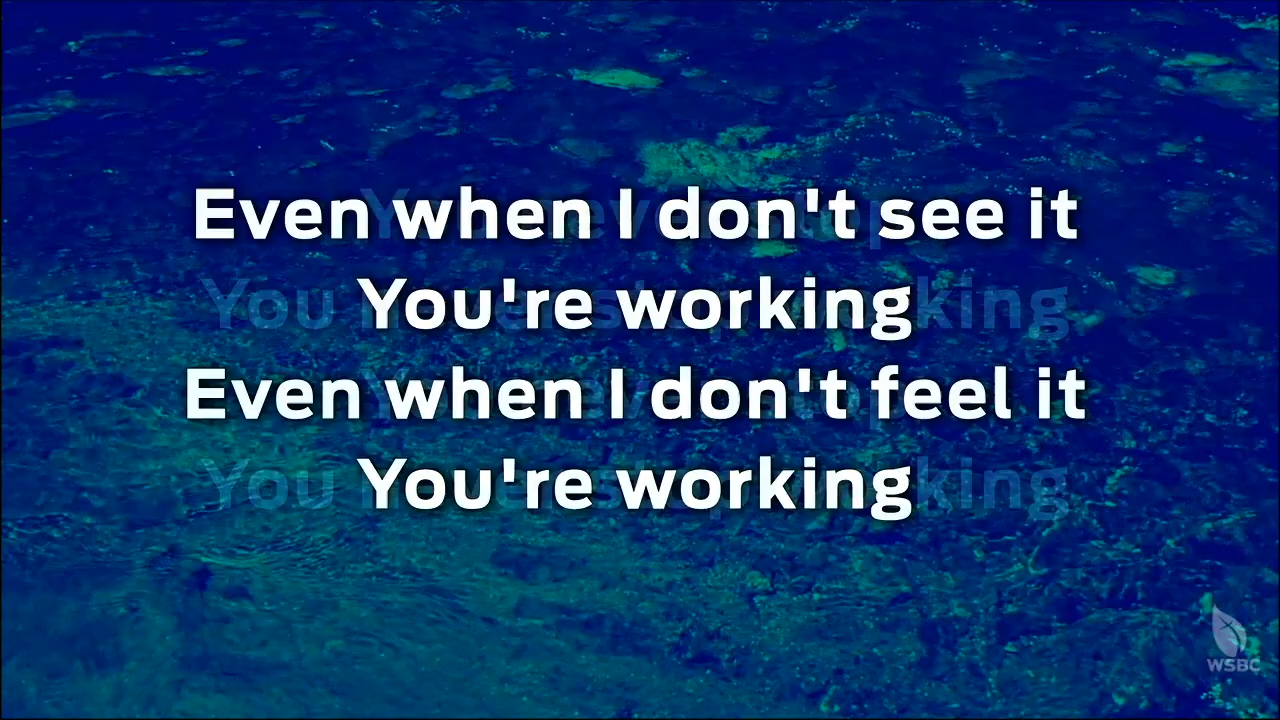 Even when I don't see it
You're working
Even when I don't feel it
You're working
WSBC